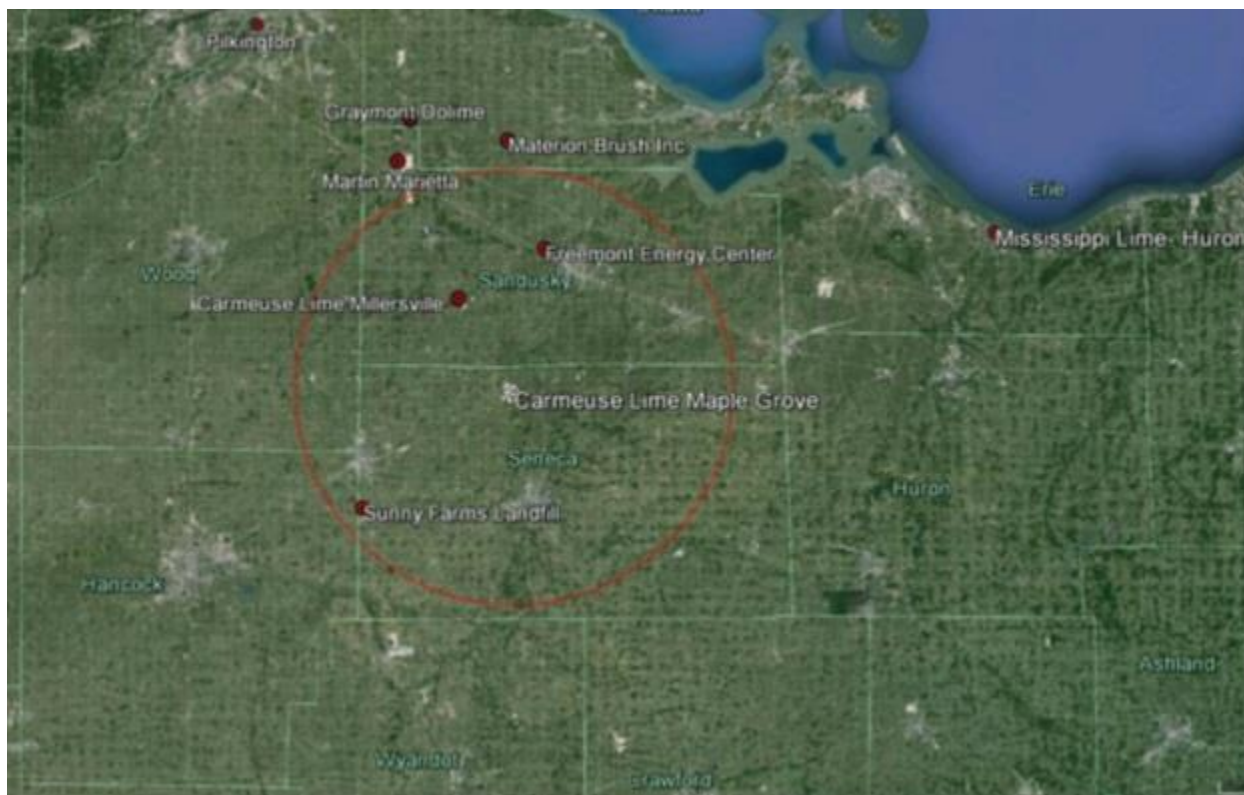 Pilkington
Graymont Dolime
Materion Brush Inc
Martin Marietta
Erie
Mississippi Lime- Huron
Freemont Energy Center
Wood
Sandusky
Carmeuse Lime Millersville
Carmeuse Lime Maple Grove
Seneca
Huron
Sunny Farms Landfill
Hancock
Ashland
Wyandot
Crawford